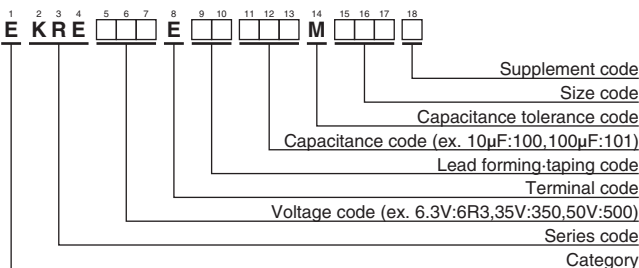 1 2 3 4 5 6 7 8 9 10 11 12 13 14 15 16 17 18
E KRE E M
Supplement code
Size code
Capacitance tolerance code
Capacitance code (ex. 10μF:100,100μF:101)
Lead forming·taping code
Terminal code
Voltage code (ex. 6.3V:6R3,35V:350,50V:500)
Series code
Category